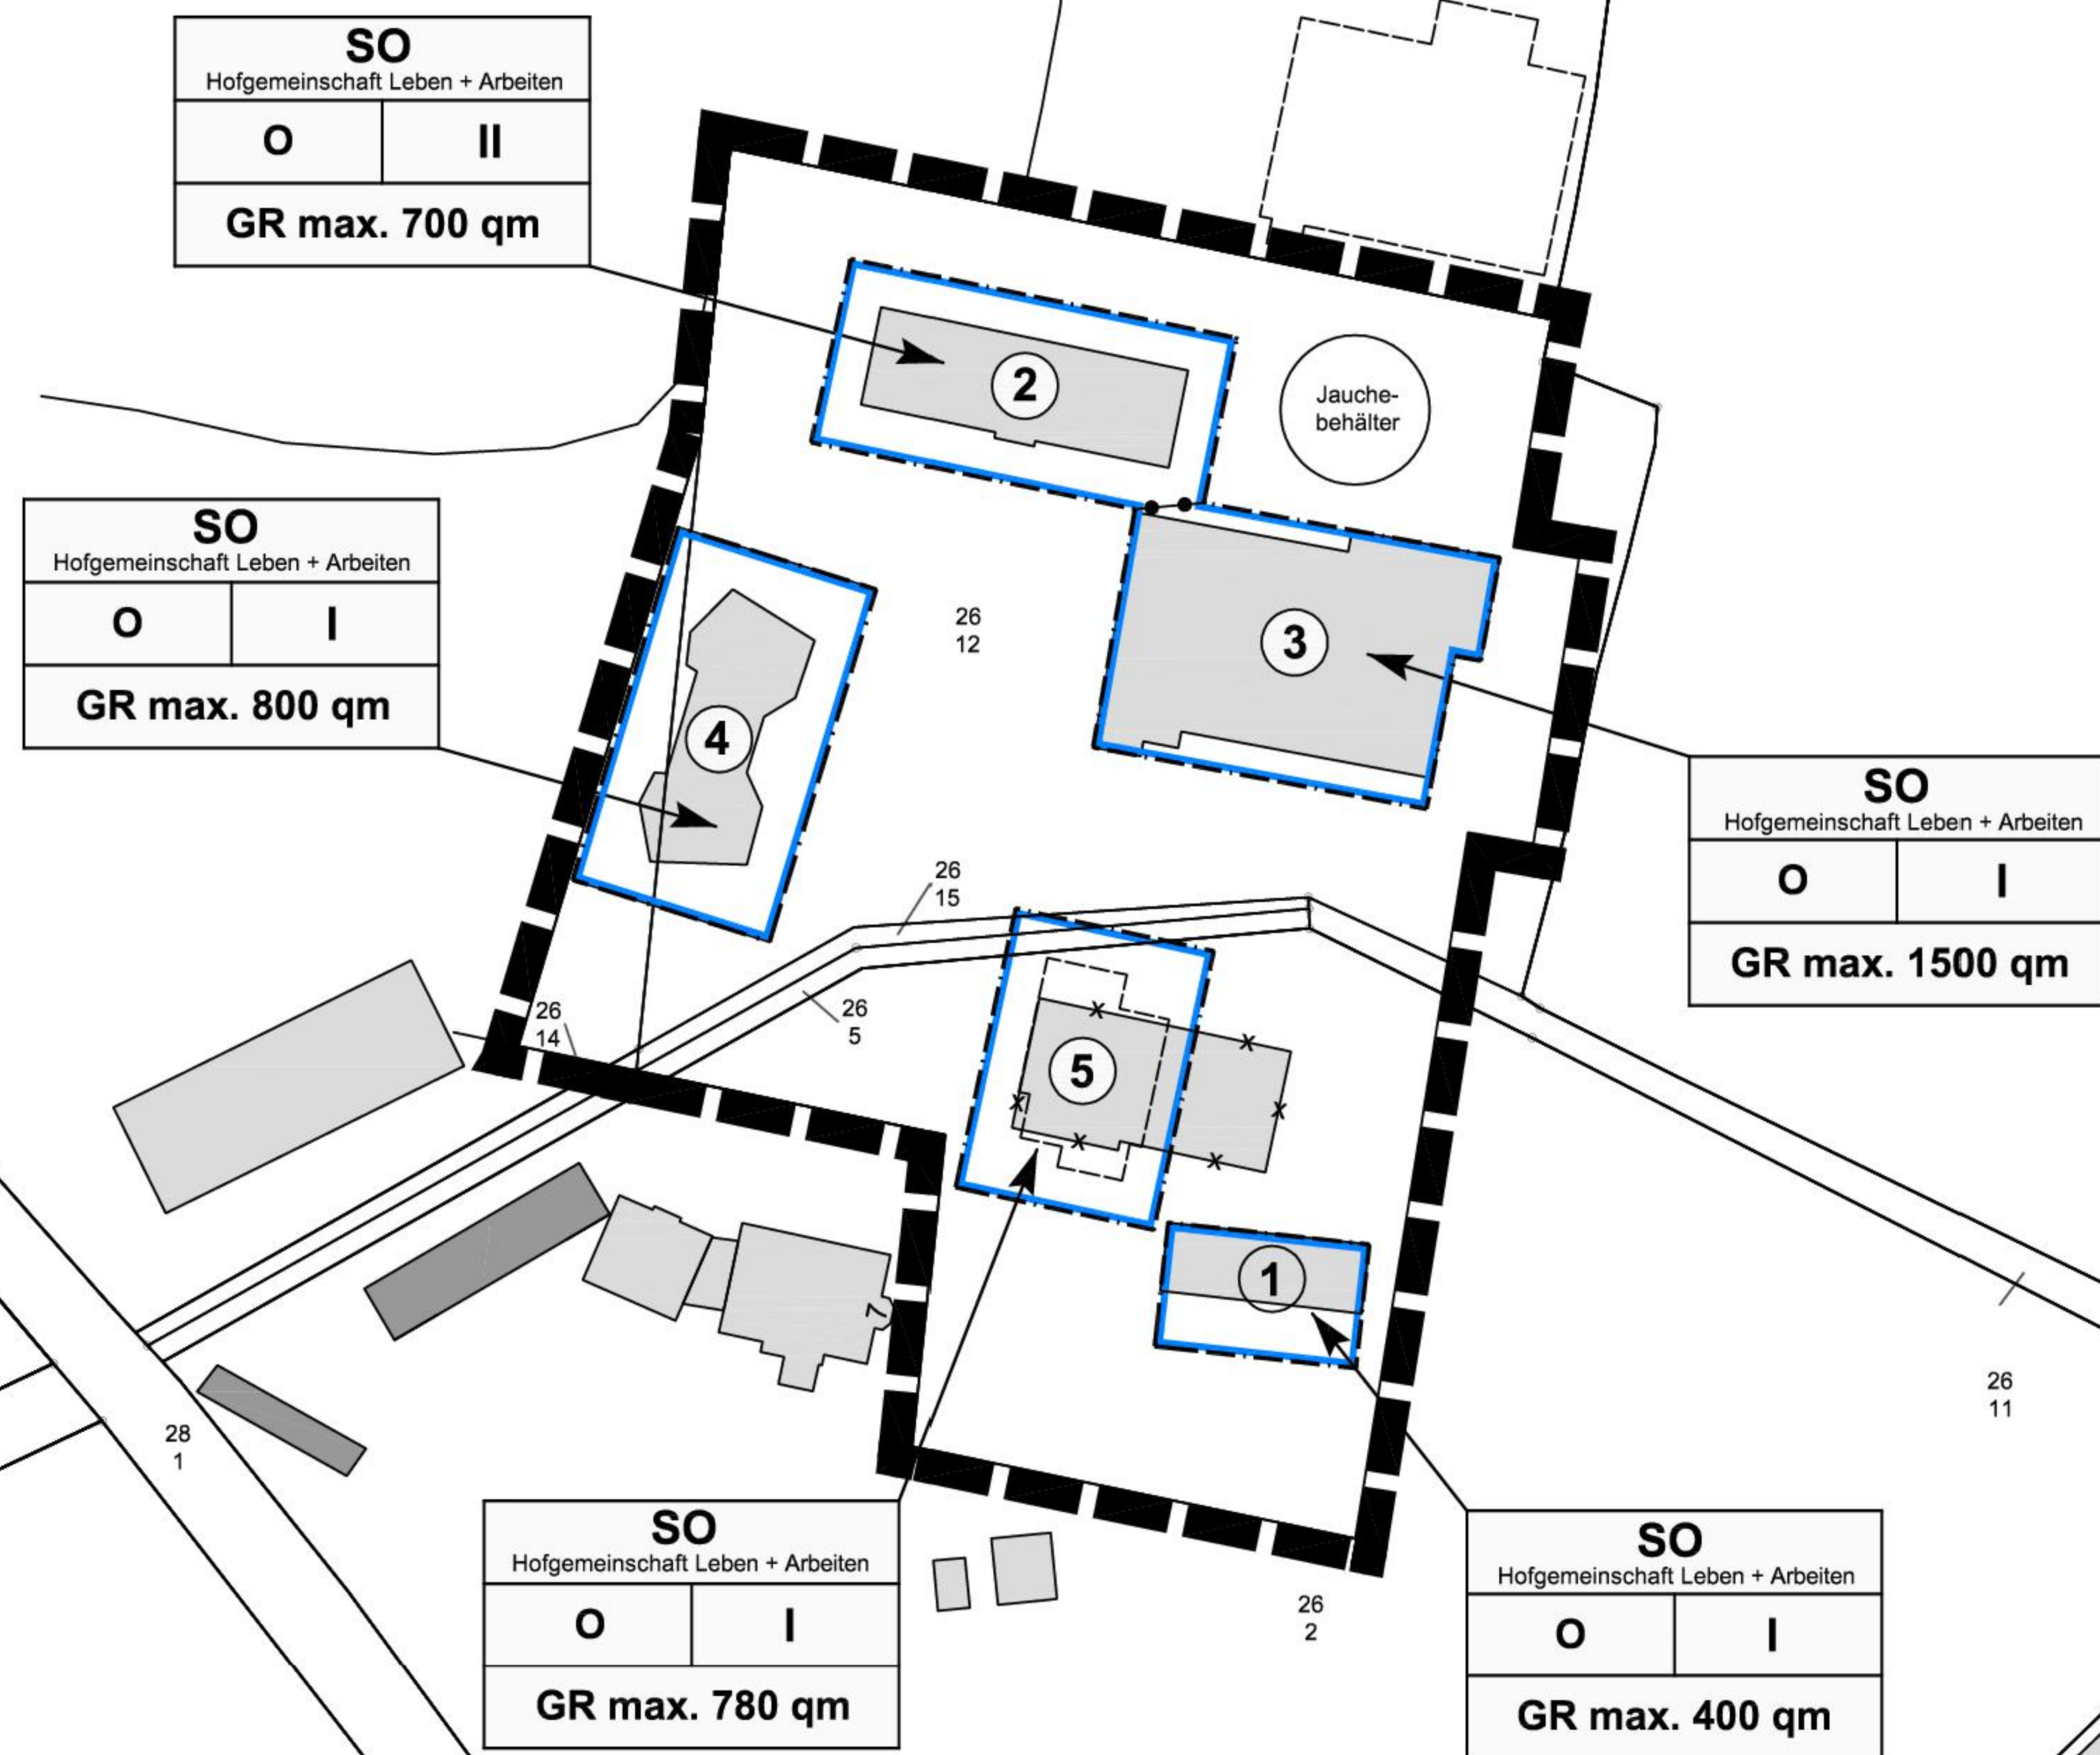 SO
Hofgemeinschaft Leben + Arbeiten
O II
GR max. 700 qm
2
Jauche-
behälter
SO
Hofgemeinschaft Leben + Arbeiten
O I
GR max. 800 qm
26
12
3
4
SO
Hofgemeinschaft Leben + Arbeiten
O I
GR max. 1500 qm
26
15
26
14
26
5
5
x
x
x
x
x
x
1
7
28
1
26
11
SO
Hofgemeinschaft Leben + Arbeiten
O I
GR max. 780 qm
26
2
SO
Hofgemeinschaft Leben + Arbeiten
O I
GR max. 400 qm